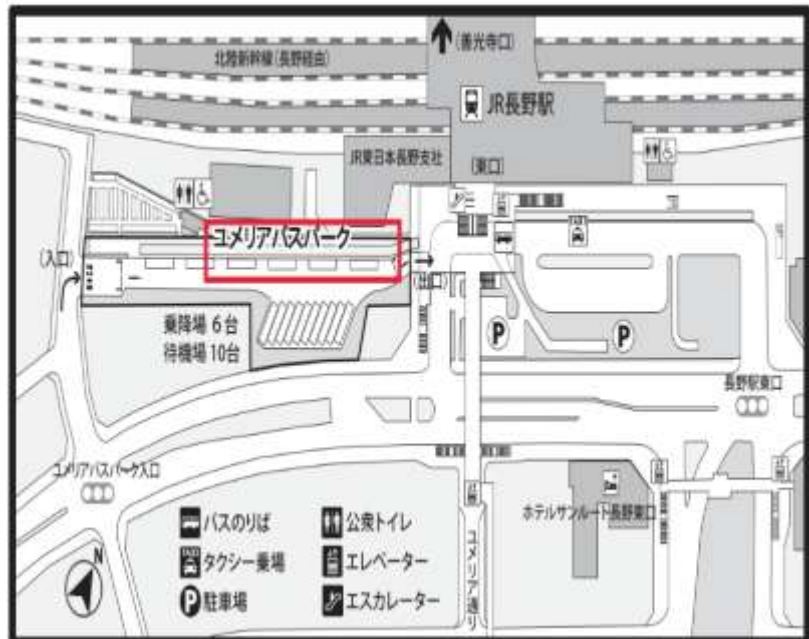 (善光寺口)
北陸新幹線(長野経由)
JR長野駅
JR東日本長野支社
(東口)
ユメリアバスパーク
(入口)
(出口)
乗降場 6台
待機場 10台
P
P
長野駅東口
ユメリアバスパーク入口
ホテルサンルート長野東口
ユメリア通り
バスのりば
公衆トイレ
TAXI
タクシー乗場
エレベーター
P
駐車場
エスカレーター
N